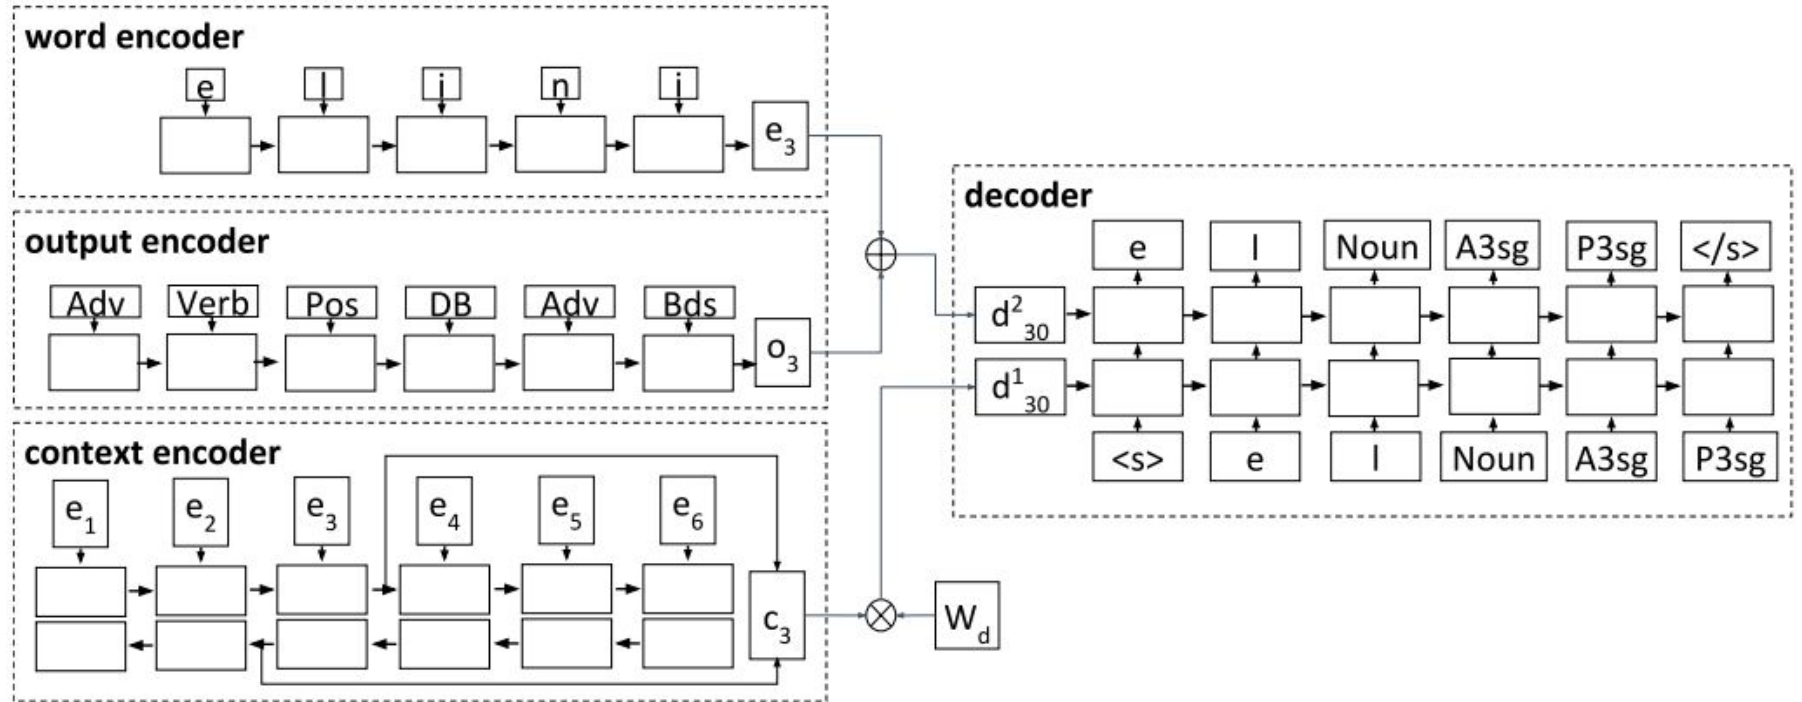 word encoder
e l i n i
e3
output encoder
Adv Verb Pos DB Adv Bds
o3
context encoder
e1 e2 e3 e4 e5 e6
c3
Wd
decoder
e l Noun A3sg P3sg </s>
d²30
d¹30
<s> e l Noun A3sg P3sg